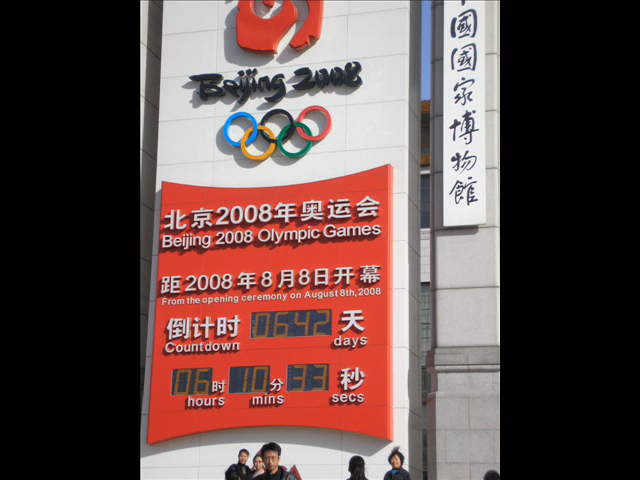 Beijing 2008
北京2008年奥运会
Beijing 2008 Olympic Games
距2008年8月8日开幕
From the opening ceremony on August 8th, 2008
倒计时 0642 天
Countdown days
06 时 10 分 33 秒
hours mins secs
國國家博物館